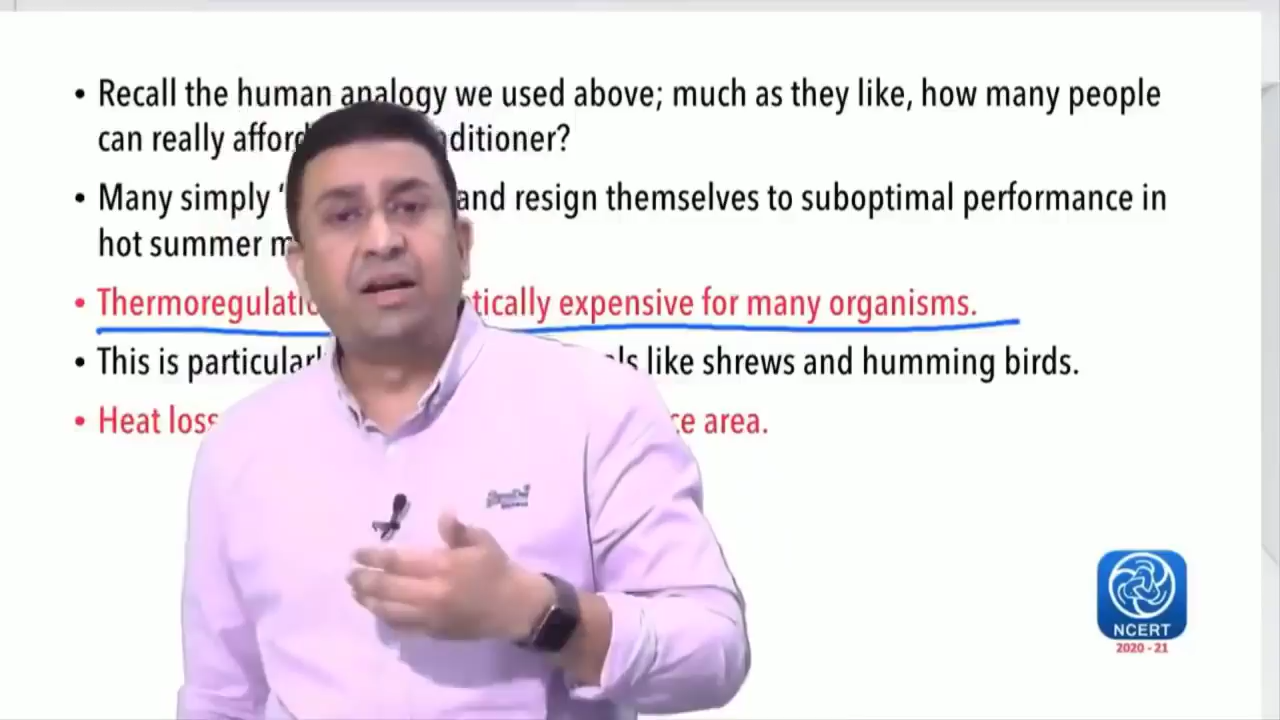 • Recall the human analogy we used above; much as they like, how many people
can really afford nditioner?
• Many simply ‘ and resign themselves to suboptimal performance in
hot summer m
• Thermoregulatio tically expensive for many organisms.
• This is particularl ls like shrews and humming birds.
• Heat loss ce area.
NCERT
2020 - 21